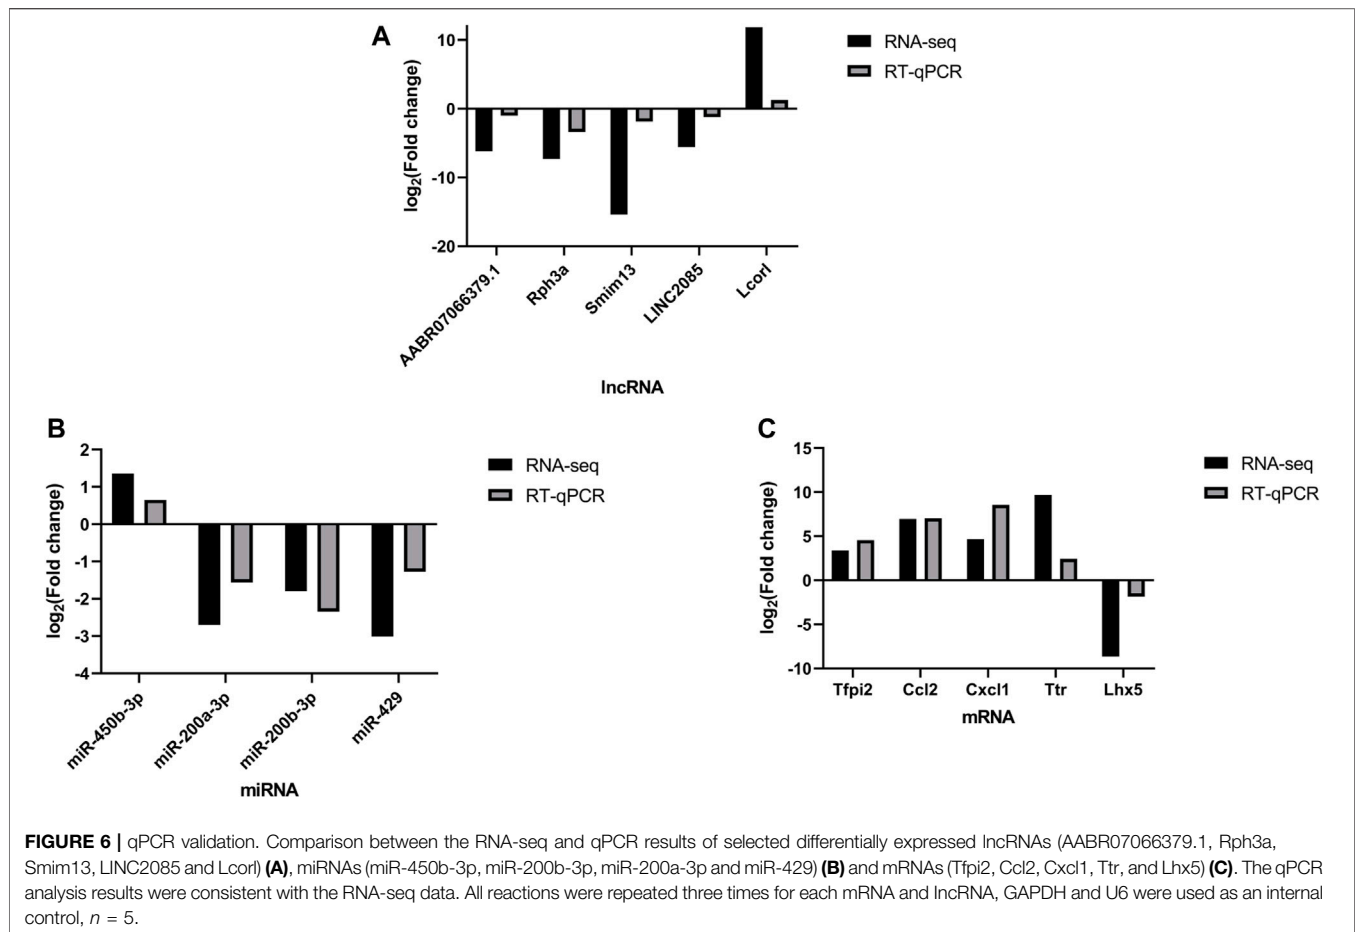 A
10
0
-10
-20
log2(Fold change)
RNA-seq
RT-qPCR
AABR07066379.1
Rph3a
Smim13
LINC2085
Lcorl
lncRNA
B
2
1
0
-1
-2
-3
-4
log2(Fold change)
RNA-seq
RT-qPCR
miR-450b-3p
miR-200a-3p
miR-200b-3p
miR-429
miRNA
C
15
10
5
0
-5
-10
log2(Fold change)
RNA-seq
RT-qPCR
Tfpi2 Ccl2 Cxcl1 Ttr Lhx5
mRNA
FIGURE 6 | qPCR validation. Comparison between the RNA-seq and qPCR results of selected differentially expressed lncRNAs (AABR07066379.1, Rph3a,
Smim13, LINC2085 and Lcorl) (A), miRNAs (miR-450b-3p, miR-200b-3p, miR-200a-3p and miR-429) (B) and mRNAs (Tfpi2, Ccl2, Cxcl1, Ttr, and Lhx5) (C). The qPCR
analysis results were consistent with the RNA-seq data. All reactions were repeated three times for each mRNA and lncRNA, GAPDH and U6 were used as an internal
control, n = 5.